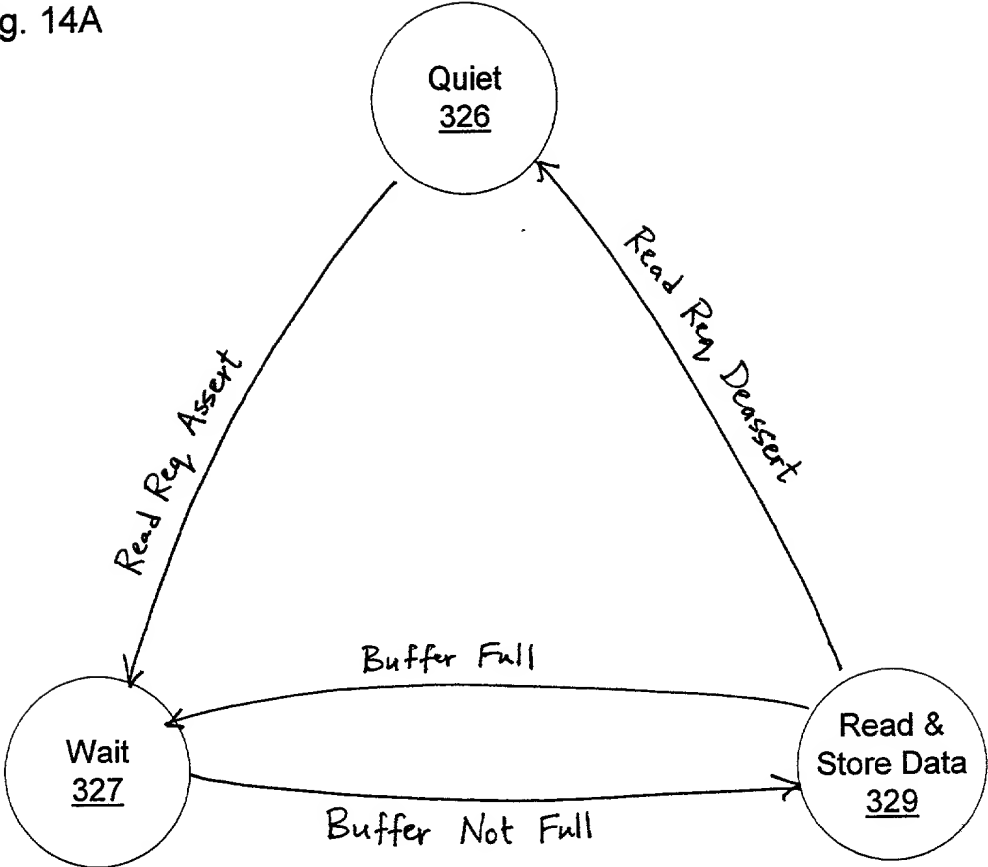 g. 14A
Quiet
326
Read Req Assert
Read Req Deassert
Buffer Full
Wait
327
Read &
Store Data
329
Buffer Not Full